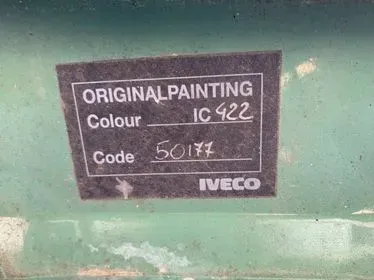 ORIGINALPAINTING
Colour IC 422
Code 50177
IVECO